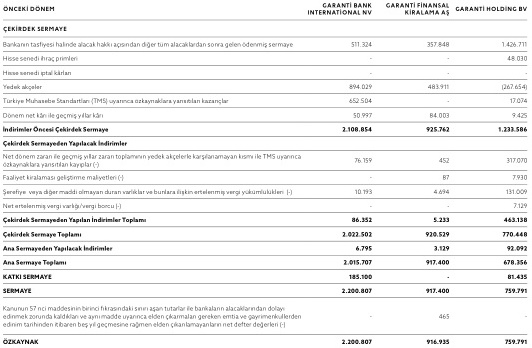 ÖNCEKİ DÖNEM GARANTİ BANK INTERNATIONAL NV GARANTİ FİNANSAL KİRALAMA AŞ GARANTİ HOLDİNG BV
ÇEKİRDEK SERMAYE
Bankanın tasfiyesi halinde alacak hakkı açısından diğer tüm alacaklardan sonra gelen ödenmiş sermaye 511.324 357.848 1.426.711
Hisse senedi ihraç primleri - - 48.030
Hisse senedi iptal kârları - - -
Yedek akçeler 894.029 483.911 (267.654)
Türkiye Muhasebe Standartları (TMS) uyarınca özkaynaklara yansıtılan kazançlar 652.504 - 17.074
Dönem net kârı ile geçmiş yıllar kârı 50.997 84.003 9.425
İndirimler Öncesi Çekirdek Sermaye 2.108.854 925.762 1.233.586
Çekirdek Sermayeden Yapılacak İndirimler
Net dönem zararı ile geçmiş yıllar zararı toplamının yedek akçelerle karşılanamayan kısmı ile TMS uyarınca
özkaynaklara yansıtılan kayıplar (-) 76.159 452 317.070
Faaliyet kiralaması geliştirme maliyetleri (-) - 87 7.930
Şerefiye veya diğer maddi olmayan duran varlıklar ve bunlara ilişkin ertelenmiş vergi yükümlülükleri (-) 10.193 4.694 131.009
Net ertelenmiş vergi varlığı/vergi borcu (-) - - 7.129
Çekirdek Sermayeden Yapılan İndirimler Toplamı 86.352 5.233 463.138
Çekirdek Sermaye Toplamı 2.022.502 920.529 770.448
Ana Sermayeden Yapılacak İndirimler 6.795 3.129 92.092
Ana Sermaye Toplamı 2.015.707 917.400 678.356
KATKI SERMAYE 185.100 - 81.435
SERMAYE 2.200.807 917.400 759.791
Kanunun 57 nci maddesinin birinci fıkrasındaki sınırı aşan tutarlar ile bankaların alacaklarından dolayı
edinmek zorunda kaldıkları ve aynı madde uyarınca elden çıkarmaları gereken emtia ve gayrimenkullerden
edinim tarihinden itibaren beş yıl geçmesine rağmen elden çıkarılamayanların net defter değerleri (-) - 465 -
ÖZKAYNAK 2.200.807 916.935 759.791